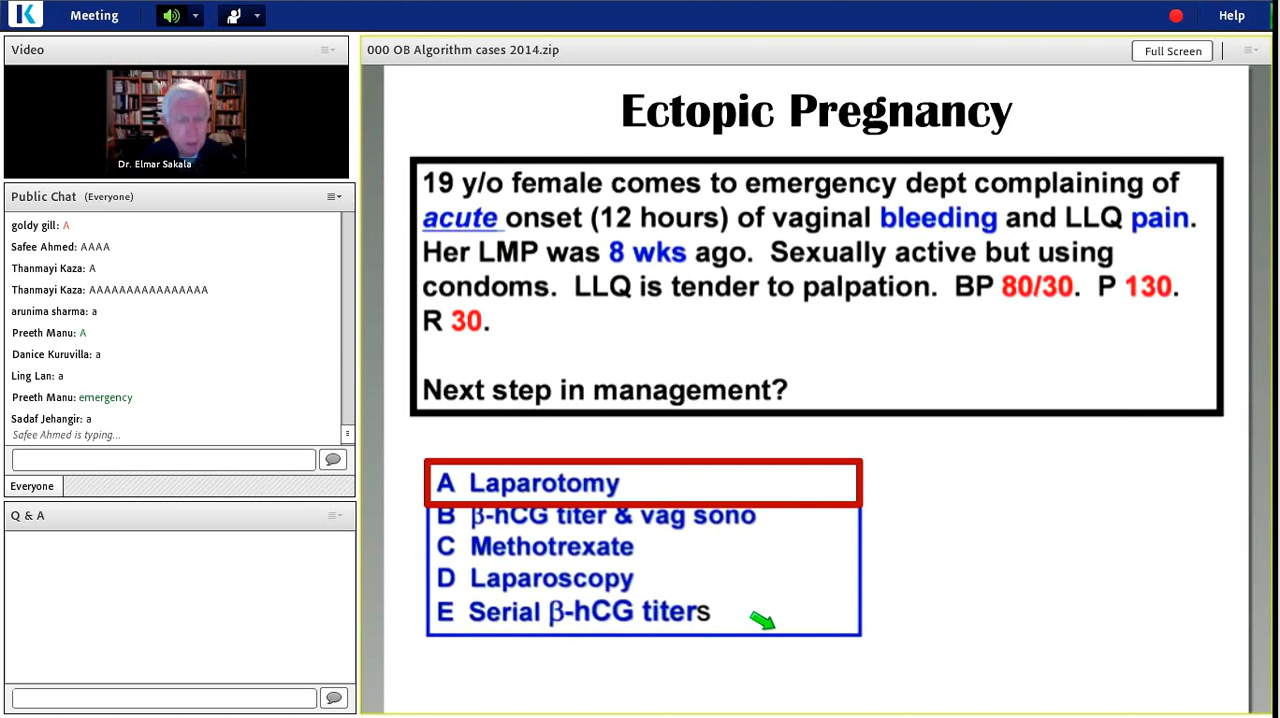 K Meeting Help
Video
Dr. Elmar Sakala
Public Chat (Everyone)
goldy gill: A
Safee Ahmed: AAAA
Thanmayi Kaza: A
Thanmayi Kaza: AAAAAAAAAAAAAAAA
arunima sharma: a
Preeth Manu: A
Danice Kuruvilla: a
Ling Lan: a
Preeth Manu: emergency
Sadaf Jehangir: a
Safee Ahmed is typing...
Everyone
Q & A
000 OB Algorithm cases 2014.zip
Full Screen
Ectopic Pregnancy
19 y/o female comes to emergency dept complaining of
acute onset (12 hours) of vaginal bleeding and LLQ pain.
Her LMP was 8 wks ago. Sexually active but using
condoms. LLQ is tender to palpation. BP 80/30. P 130.
R 30.
Next step in management?
A Laparotomy
B β-hCG titer & vag sono
C Methotrexate
D Laparoscopy
E Serial β-hCG titers